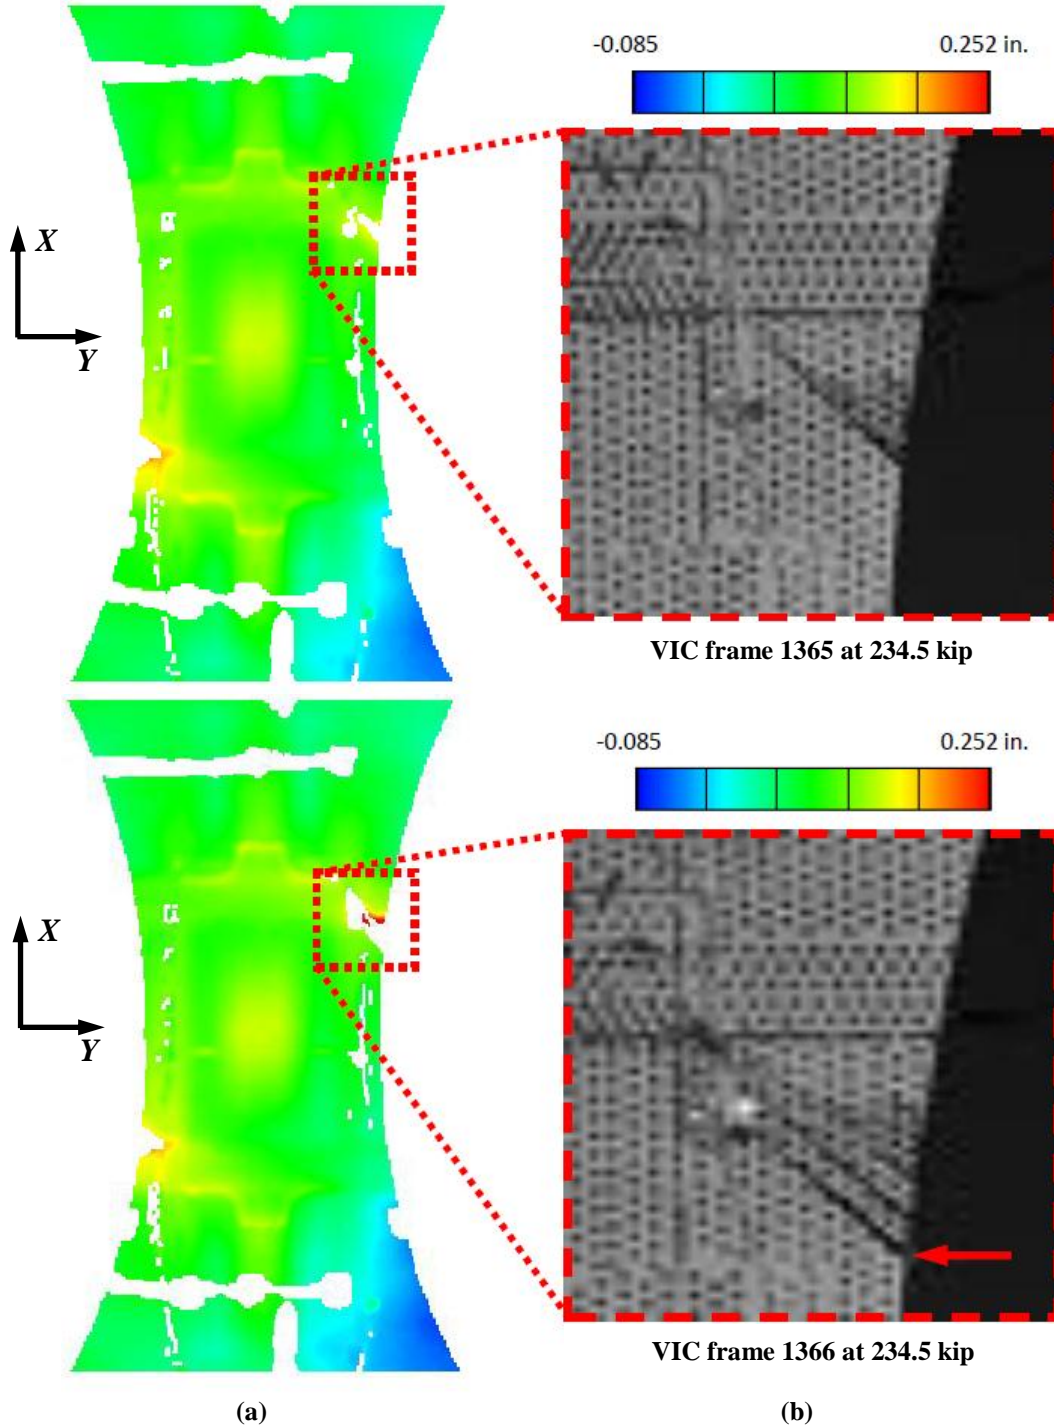 -0.085 0.252 in.
X
Y
VIC frame 1365 at 234.5 kip
-0.085 0.252 in.
X
Y
VIC frame 1366 at 234.5 kip
(a) (b)